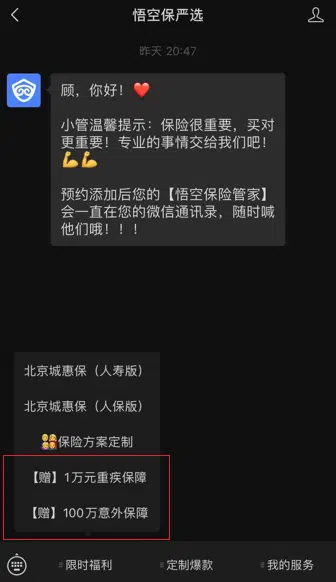 悟空保严选
昨天 20:47
顾，你好！❤️
小管温馨提示：保险很重要，买对
更重要！专业的事情交给我们吧！
💪💪
预约添加后您的【悟空保险管家】
会一直在您的微信通讯录，随时喊
他们哦！！！
北京城惠保（人寿版）
北京城惠保（人保版）
👨‍👩‍👧‍👦保险方案定制
【赠】1万元重疾保障
【赠】100万意外保障
限时福利
定制爆款
我的服务